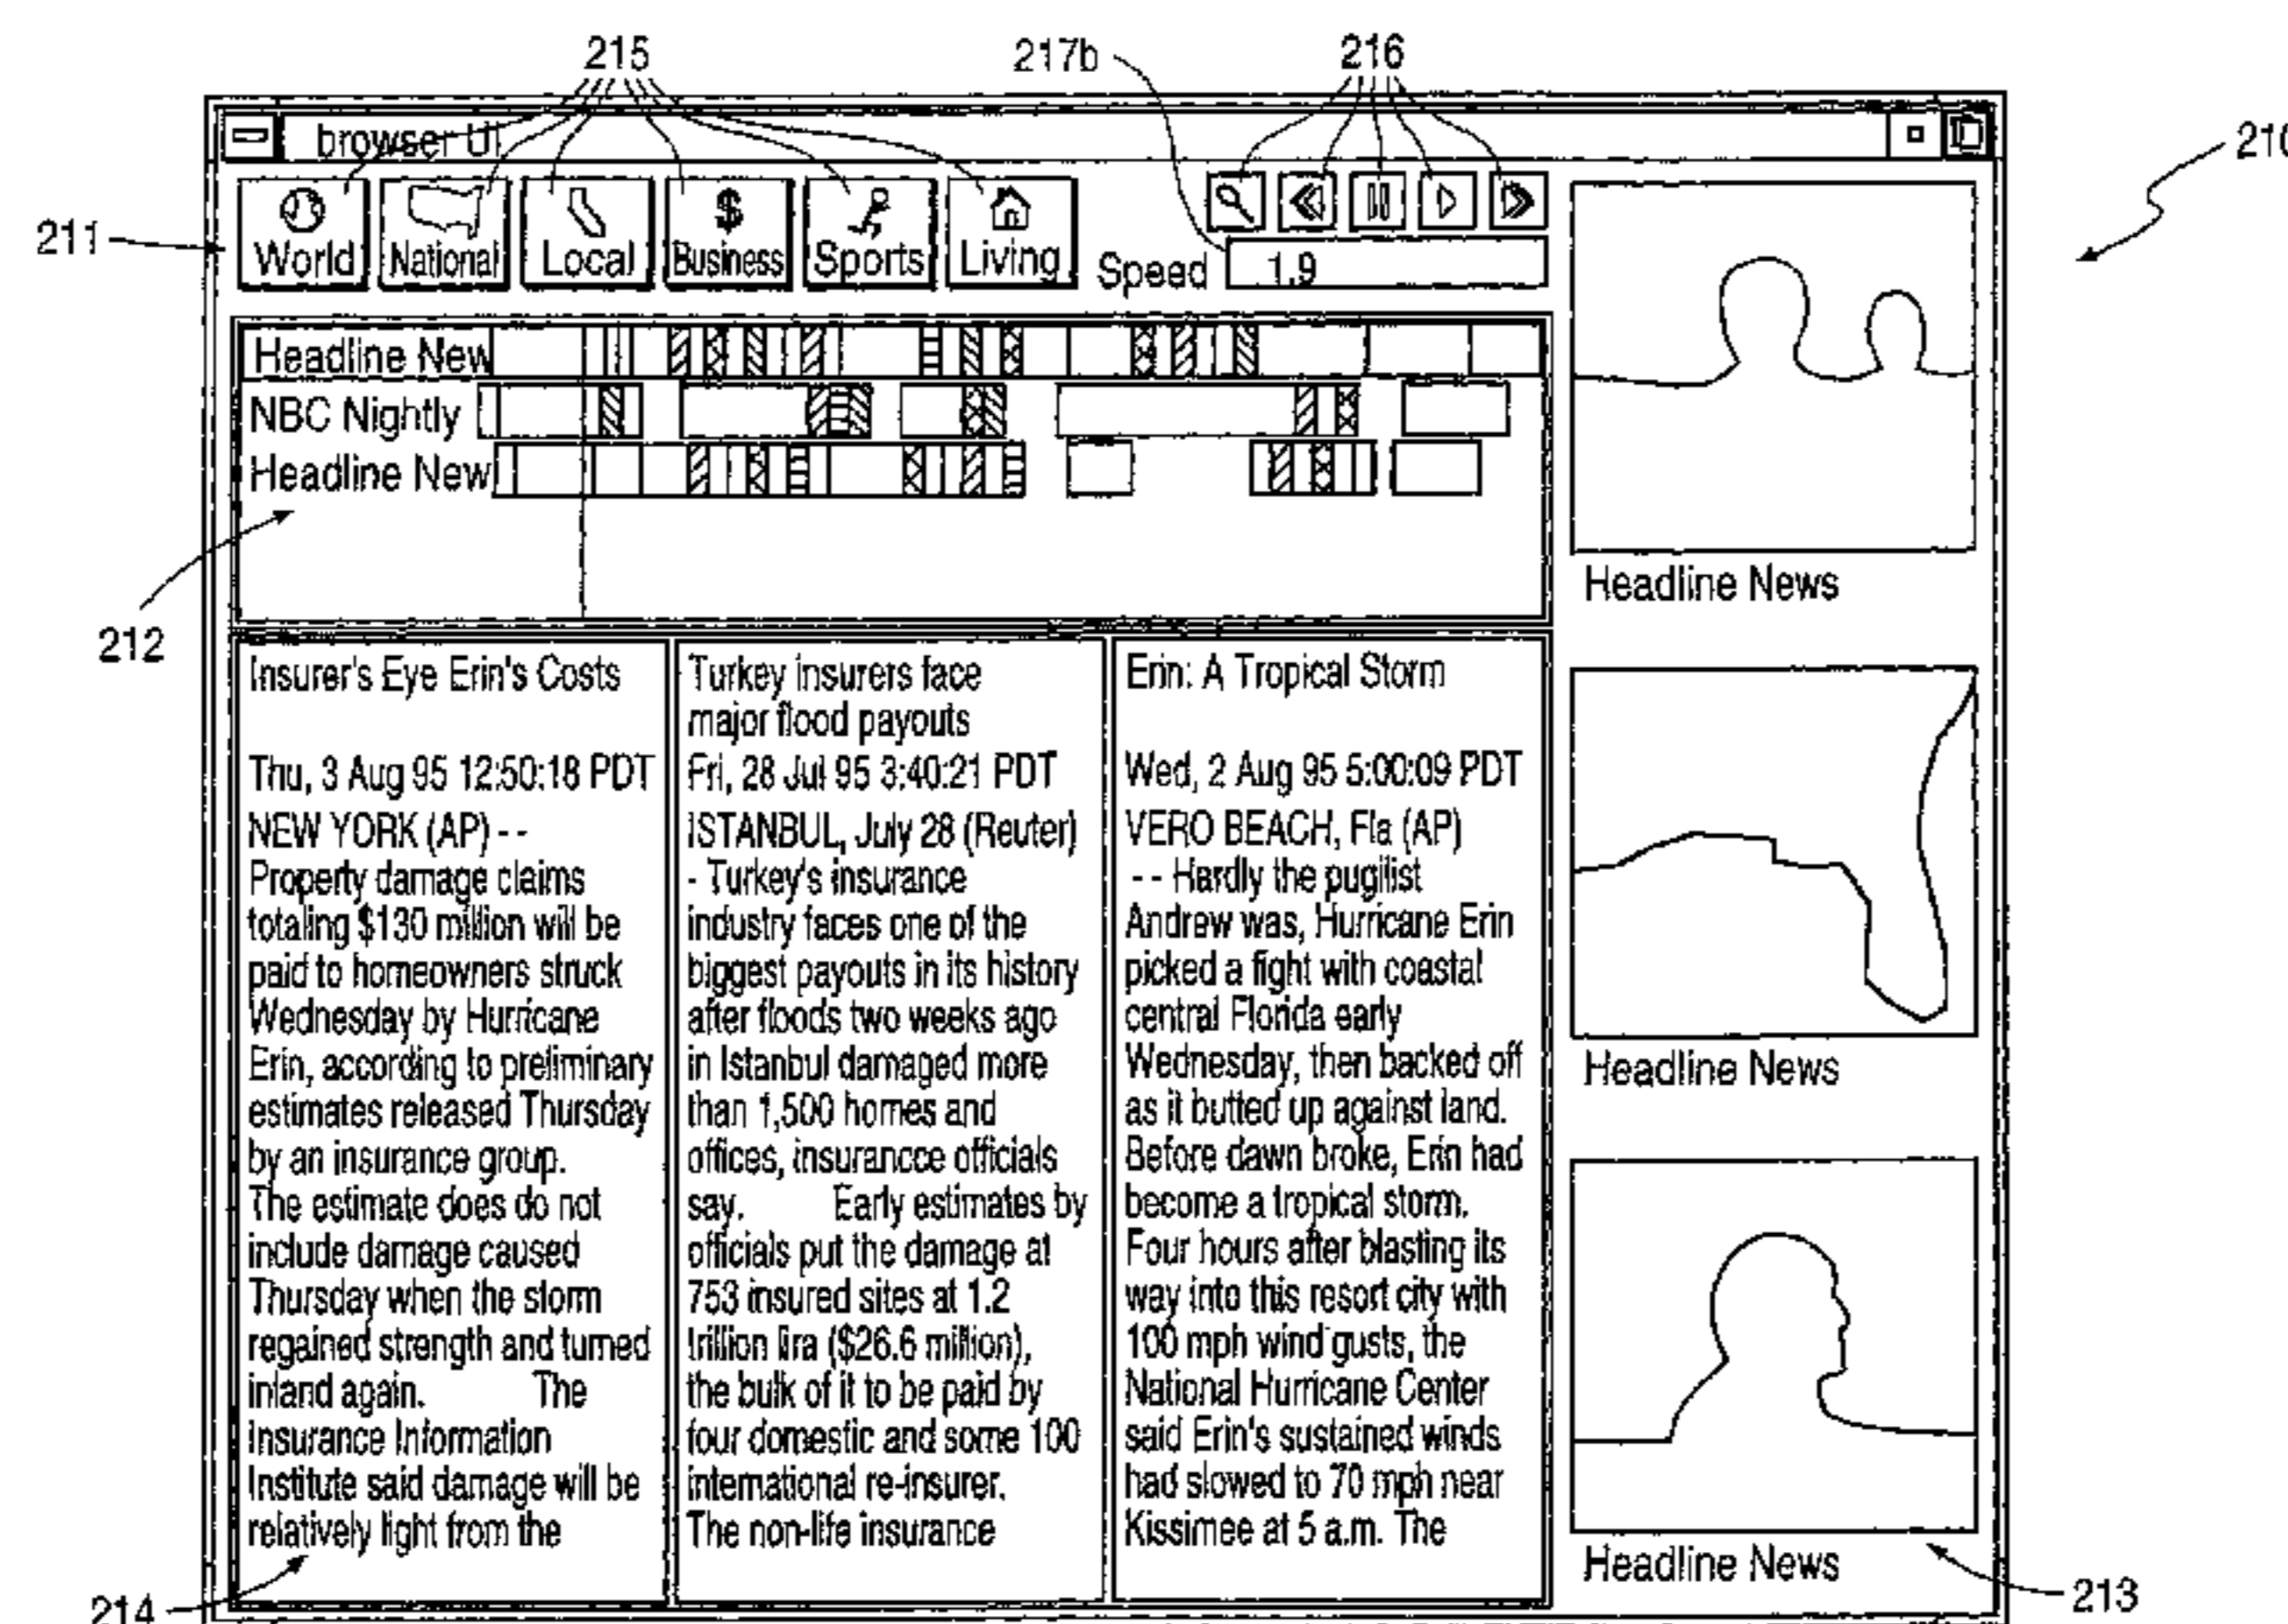 215
217b
216
browser UI
210
211
World
National
Local
$
Business
Sports
Living
Speed
1.9
Headline New
NBC Nightly
Headline New
212
Headline News
Insurer's Eye Erin's Costs
Thu, 3 Aug 95 12:50:18 PDT
NEW YORK (AP) - -
Property damage claims
totaling $130 million will be
paid to homeowners struck
Wednesday by Hurricane
Erin, according to preliminary
estimates released Thursday
by an insurance group.
The estimate does do not
include damage caused
Thursday when the storm
regained strength and turned
inland again. The
Insurance Information
Institute said damage will be
relatively light from the
Turkey insurers face
major flood payouts
Fri, 28 Jul 95 3:40:21 PDT
ISTANBUL, July 28 (Reuter)
- Turkey's insurance
industry faces one of the
biggest payouts in its history
after floods two weeks ago
in Istanbul damaged more
than 1,500 homes and
offices, insurancce officials
say. Early estimates by
officials put the damage at
753 insured sites at 1.2
trillion lira ($26.6 million),
the bulk of it to be paid by
four domestic and some 100
international re-insurer.
The non-life insurance
Erin: A Tropical Storm
Wed, 2 Aug 95 5:00:09 PDT
VERO BEACH, Fla (AP)
- - Hardly the pugilist
Andrew was, Hurricane Erin
picked a fight with coastal
central Florida early
Wednesday, then backed off
as it butted up against land.
Before dawn broke, Erin had
become a tropical storm.
Four hours after blasting its
way into this resort city with
100 mph wind gusts, the
National Hurricane Center
said Erin's sustained winds
had slowed to 70 mph near
Kissimee at 5 a.m. The
Headline News
Headline News
214
213